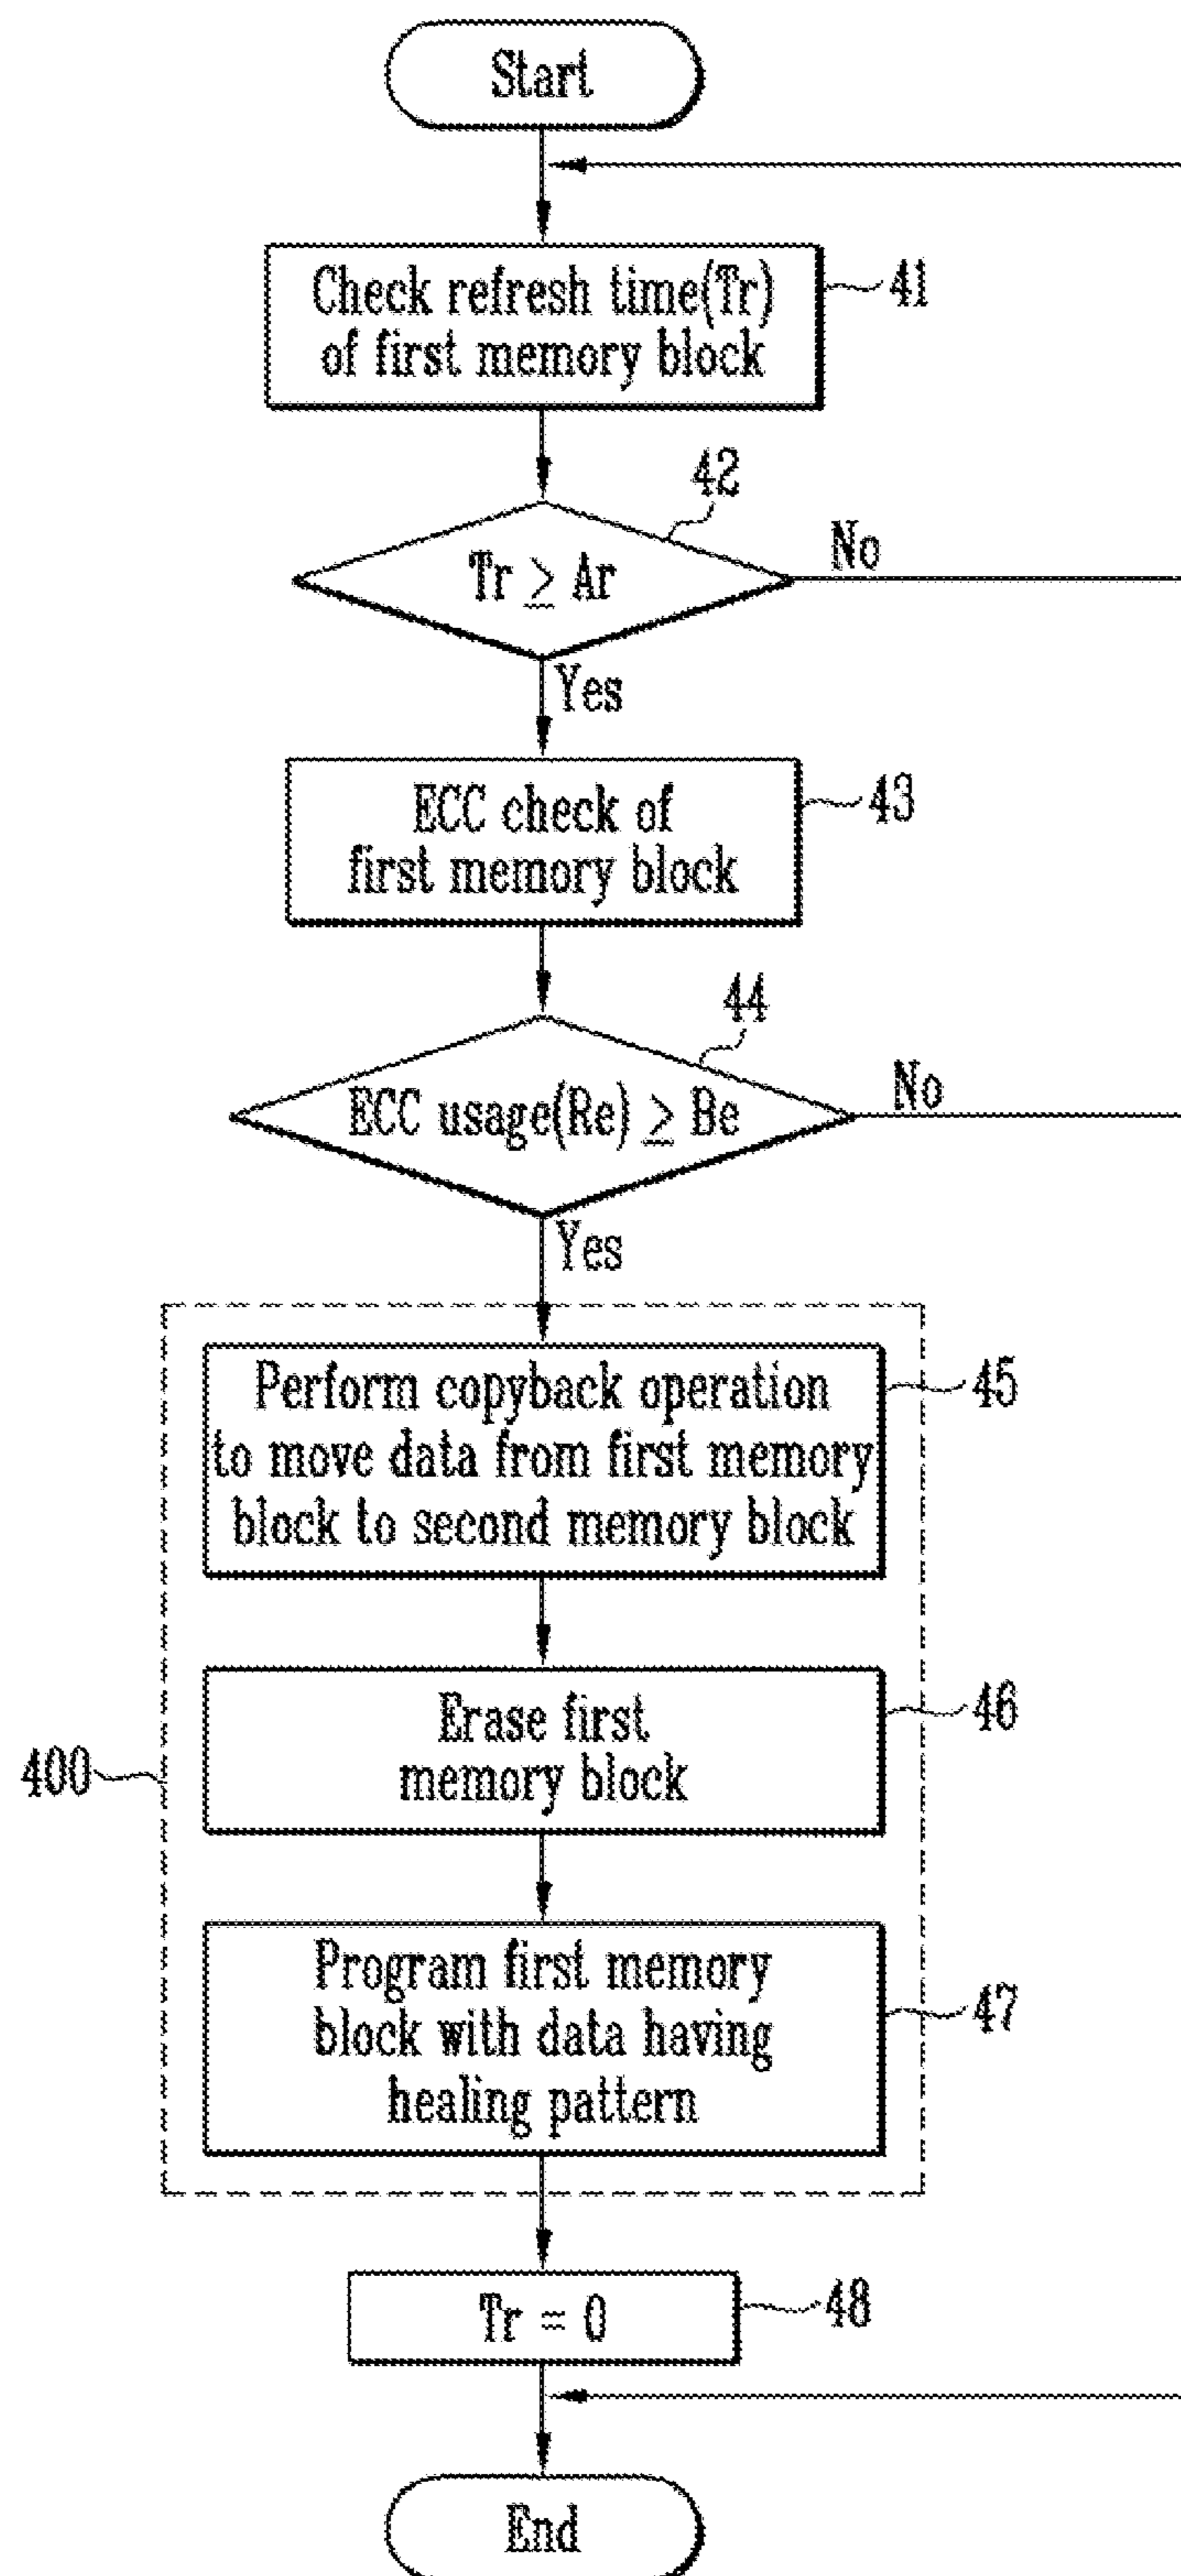 Start
Check refresh time(Tr)
of first memory block
41
42
Tr ≥ Ar
No
Yes
ECC check of
first memory block
43
44
ECC usage(Re) ≥ Be
No
Yes
Perform copyback operation
to move data from first memory
block to second memory block
45
Erase first
memory block
46
400
Program first memory
block with data having
healing pattern
47
Tr = 0
48
End